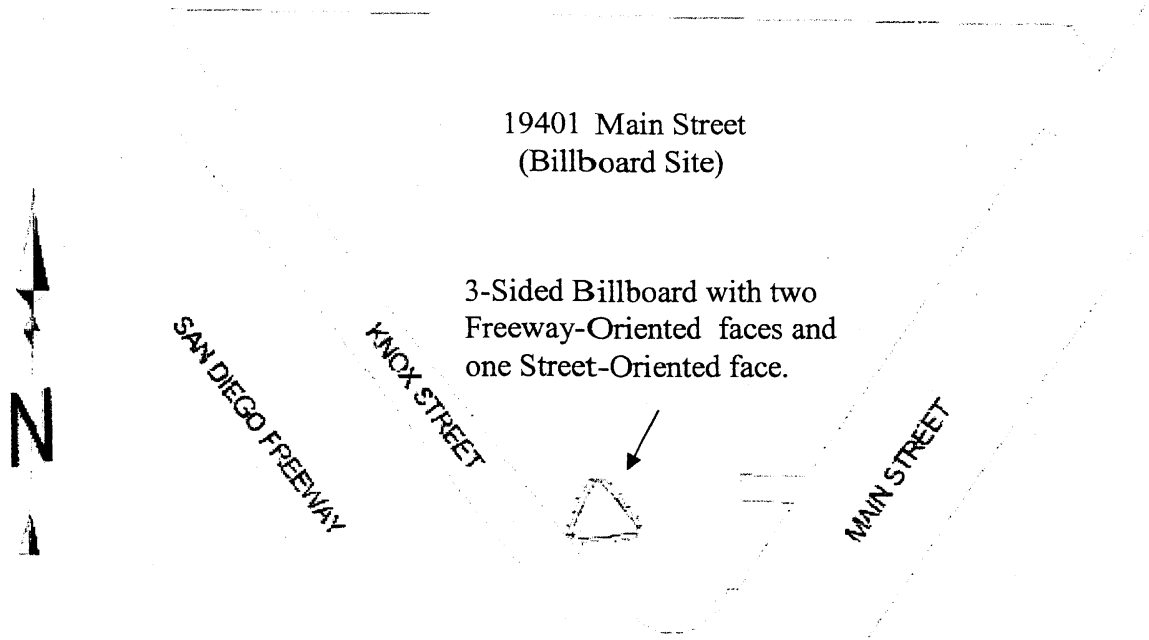 19401 Main Street
(Billboard Site)
3-Sided Billboard with two
Freeway-Oriented faces and
one Street-Oriented face.
SAN DIEGO FREEWAY
KNOX STREET
MAIN STREET
N